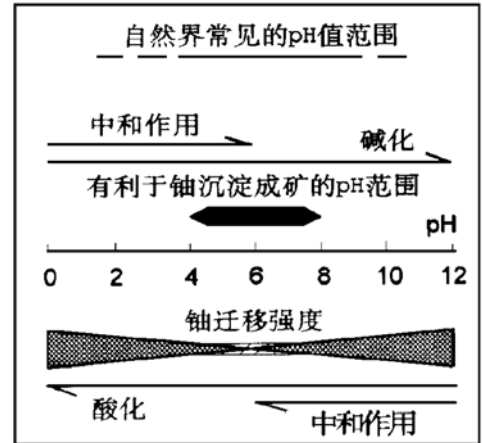 自然界常见的pH值范围
中和作用
碱化
有利于铀沉淀成矿的pH范围
pH
0 2 4 6 8 10 12
铀迁移强度
酸化
中和作用